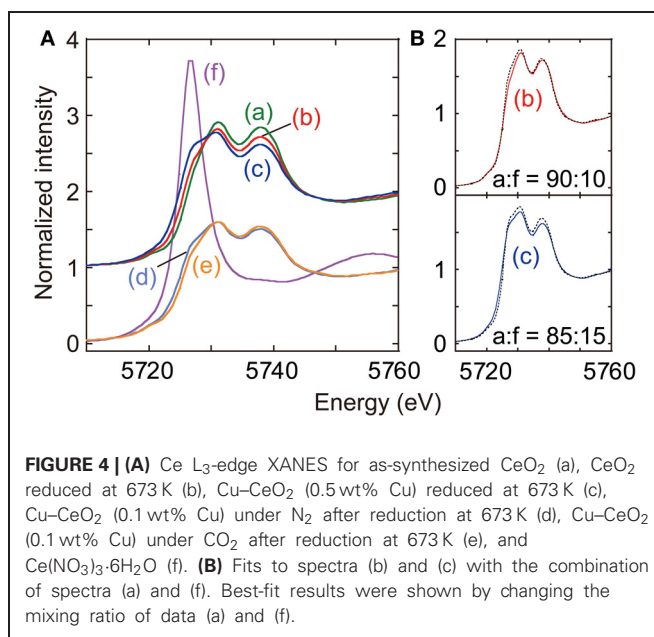 A
4
3
2
1
0
Normalized intensity
(f)
(a)
(b)
(c)
(d)
(e)
5720
5740
5760
Energy (eV)
B
2
1
0
(b)
a:f = 90:10
1
0
(c)
a:f = 85:15
5720
5760
FIGURE 4 | (A) Ce L₃-edge XANES for as-synthesized CeO₂ (a), CeO₂
reduced at 673 K (b), Cu–CeO₂ (0.5 wt% Cu) reduced at 673 K (c),
Cu–CeO₂ (0.1 wt% Cu) under N₂ after reduction at 673 K (d), Cu–CeO₂
(0.1 wt% Cu) under CO₂ after reduction at 673 K (e), and
Ce(NO₃)₃·6H₂O (f). (B) Fits to spectra (b) and (c) with the combination
of spectra (a) and (f). Best-fit results were shown by changing the
mixing ratio of data (a) and (f).